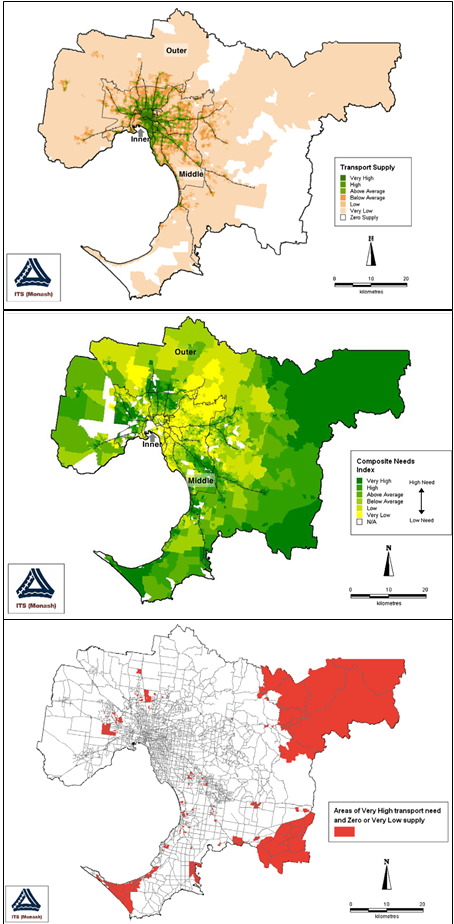 Outer
Inner
Middle
Transport Supply
Very High
High
Above Average
Below Average
Low
Very Low
Zero Supply
N
0 10 20
kilometres
ITS (Monash)
Outer
Inner
Middle
Composite Needs
Index
Very High
High
Above Average
Below Average
Low
Very Low
N/A
High Need
Low Need
N
0 10 20
kilometres
ITS (Monash)
Areas of Very High transport need
and Zero or Very Low supply
N
0 10 20
kilometres
ITS (Monash)